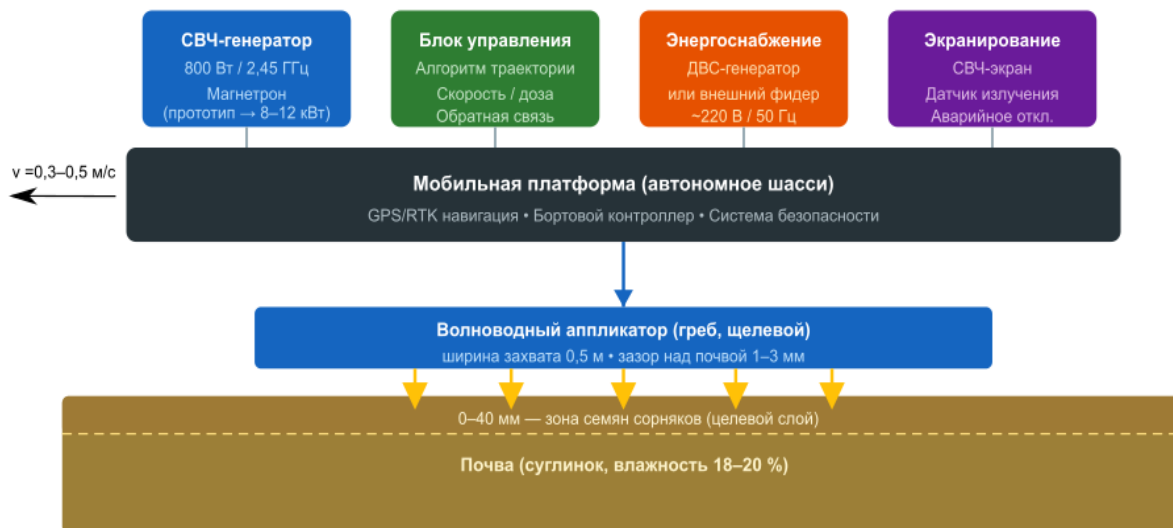 СВЧ-генератор
800 Вт / 2,45 ГГц
Магнетрон
(прототип → 8–12 кВт)
Блок управления
Алгоритм траектории
Скорость / доза
Обратная связь
Энергоснабжение
ДВС-генератор
или внешний фидер
~220 В / 50 Гц
Экранирование
СВЧ-экран
Датчик излучения
Аварийное откл.
v =0,3–0,5 м/с
Мобильная платформа (автономное шасси)
GPS/RTK навигация • Бортовой контроллер • Система безопасности
Волноводный аппликатор (греб, щелевой)
ширина захвата 0,5 м • зазор над почвой 1–3 мм
0–40 мм — зона семян сорняков (целевой слой)
Почва (суглинок, влажность 18–20 %)